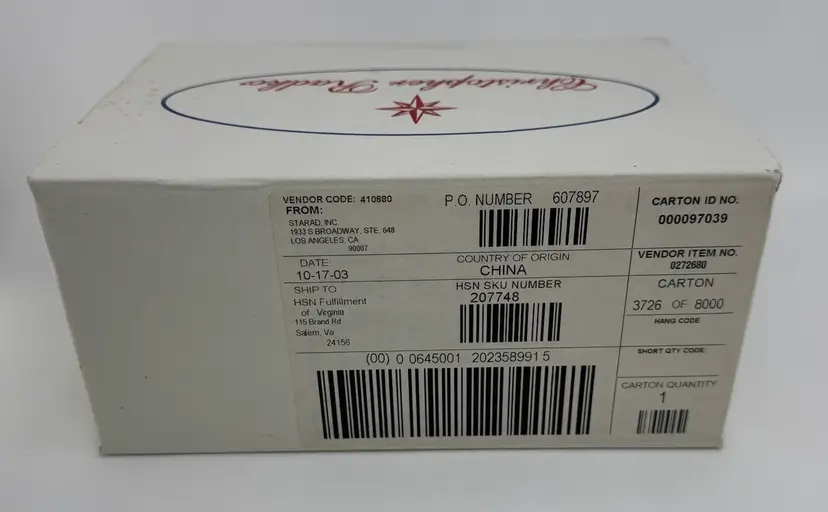 Christopher Radko
VENDOR CODE: 410680
FROM:
STARAD, INC.
1933 S BROADWAY, STE. 648
LOS ANGELES, CA
90007
P.O. NUMBER 607897
CARTON ID NO.
000097039
DATE:
10-17-03
COUNTRY OF ORIGIN
CHINA
VENDOR ITEM NO.
0272680
SHIP TO
HSN Fulfillment
of Virginia
115 Brand Rd
Salem, Va
24156
HSN SKU NUMBER
207748
CARTON
3726 OF 8000
HANG CODE
SHORT QTY CODE:
(00) 0 0645001 202358991 5
CARTON QUANTITY
1